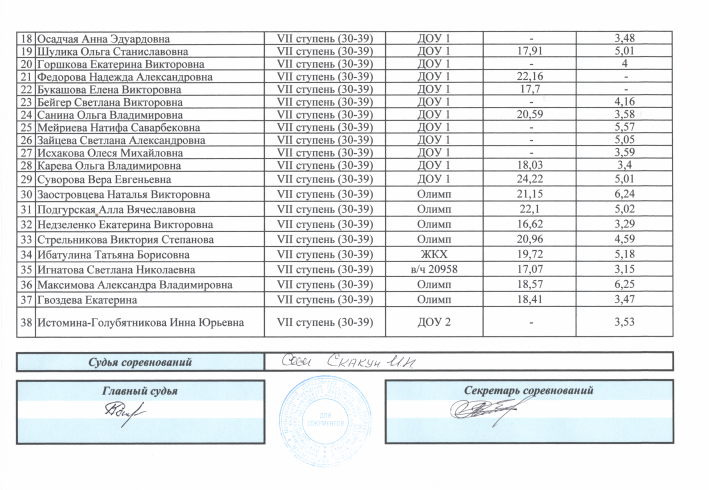 18 Осадчая Анна Эдуардовна VII ступень (30-39) ДОУ 1 - 3,48
19 Шулика Ольга Станиславовна VII ступень (30-39) ДОУ 1 17,91 5,01
20 Горшкова Екатерина Викторовна VII ступень (30-39) ДОУ 1 - 4
21 Федорова Надежда Александровна VII ступень (30-39) ДОУ 1 22,16 -
22 Букашова Елена Викторовна VII ступень (30-39) ДОУ 1 17,7 -
23 Бейгер Светлана Викторовна VII ступень (30-39) ДОУ 1 - 4,16
24 Санина Ольга Владимировна VII ступень (30-39) ДОУ 1 20,59 3,58
25 Мейриева Натифа Саварбековна VII ступень (30-39) ДОУ 1 - 5,57
26 Зайцева Светлана Александровна VII ступень (30-39) ДОУ 1 - 5,05
27 Исхакова Олеся Михайловна VII ступень (30-39) ДОУ 1 - 3,59
28 Карева Ольга Владимировна VII ступень (30-39) ДОУ 1 18,03 3,4
29 Суворова Вера Евгеньевна VII ступень (30-39) ДОУ 1 24,22 5,01
30 Заостровцева Наталья Викторовна VII ступень (30-39) Олимп 21,15 6,24
31 Подгурская Алла Вячеславовна VII ступень (30-39) Олимп 22,1 5,02
32 Недзеленко Екатерина Викторовна VII ступень (30-39) Олимп 16,62 3,29
33 Стрельникова Виктория Степанова VII ступень (30-39) Олимп 20,96 4,59
34 Ибатулина Татьяна Борисовна VII ступень (30-39) ЖКХ 19,72 5,18
35 Игнатова Светлана Николаевна VII ступень (30-39) в/ч 20958 17,07 3,15
36 Максимова Александра Владимировна VII ступень (30-39) Олимп 18,57 6,25
37 Гвоздева Екатерина VII ступень (30-39) Олимп 18,41 3,47
38 Истомина-Голубятникова Инна Юрьевна VII ступень (30-39) ДОУ 2 - 3,53
Судья соревнований Скакун
Главный судья
Секретарь соревнований
ДЛЯ
ДОКУМЕНТОВ